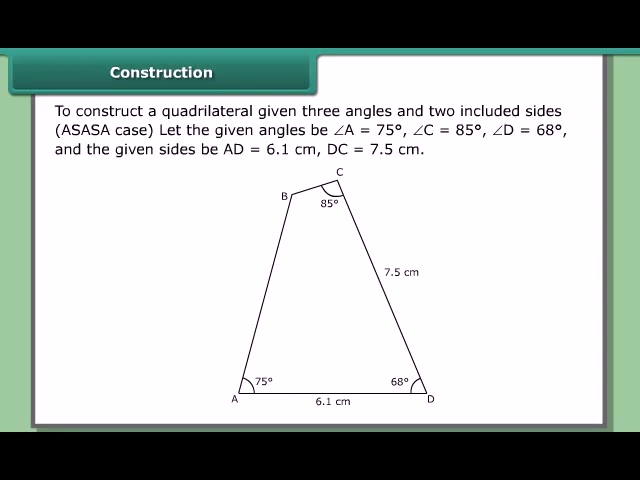 Construction
To construct a quadrilateral given three angles and two included sides
(ASASA case) Let the given angles be ∠A = 75°, ∠C = 85°, ∠D = 68°,
and the given sides be AD = 6.1 cm, DC = 7.5 cm.
C
B
85°
7.5 cm
75°
68°
A
6.1 cm
D